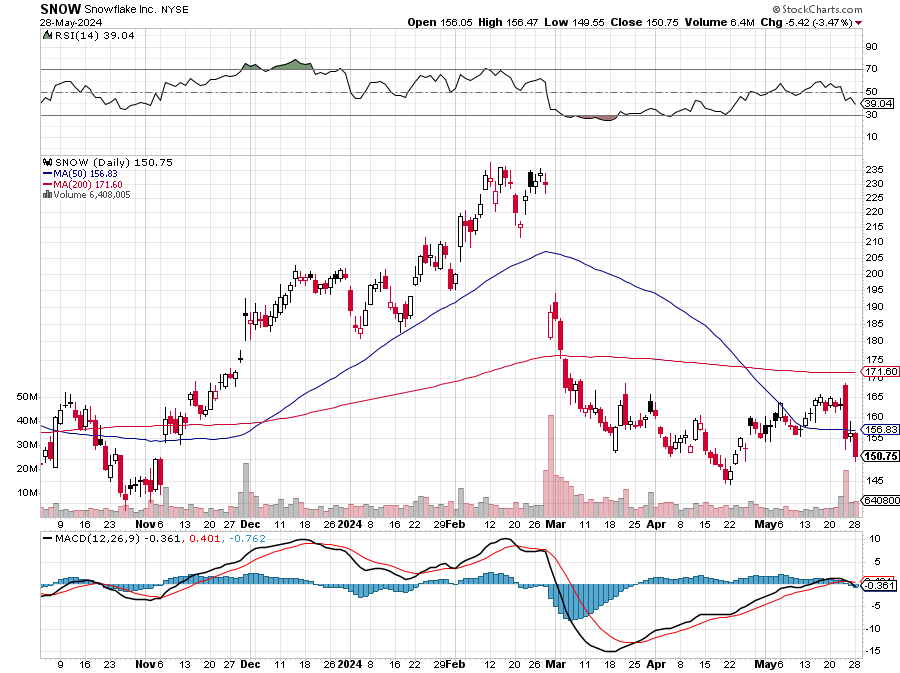 SNOW Snowflake Inc. NYSE
© StockCharts.com
28-May-2024
Open 156.05 High 156.47 Low 149.55 Close 150.75 Volume 6.4M Chg -5.42 (-3.47%)
RSI(14) 39.04
90
70
50
39.04
30
10
SNOW (Daily) 150.75
MA(50) 156.83
MA(200) 171.60
Volume 6,408,005
235
230
225
220
215
210
205
200
195
190
185
180
175
171.60
170
165
160
156.83
155
150.75
145
640800
50M
40M
30M
20M
10M
9 16 23 Nov 6 13 20 27 Dec 11 18 26 2024 8 16 22 29 Feb 12 20 26 Mar 11 18 25 Apr 8 15 22 May 6 13 20 28
MACD(12,26,9) -0.361, 0.401, -0.762
10
5
-0.361
-5
-10
-15
9 16 23 Nov 6 13 20 27 Dec 11 18 26 2024 8 16 22 29 Feb 12 20 26 Mar 11 18 25 Apr 8 15 22 May 6 13 20 28